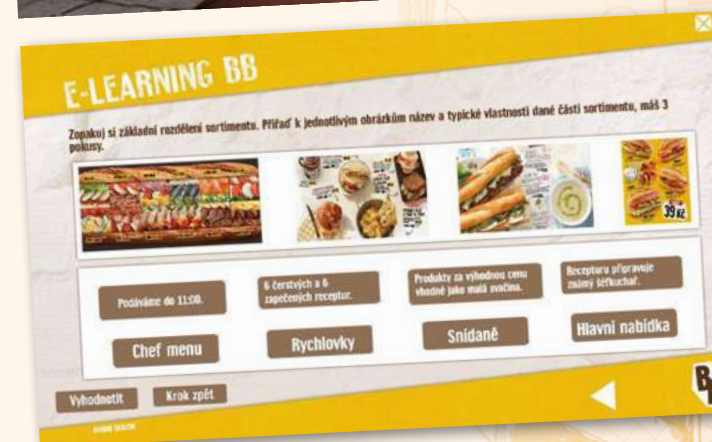 E-LEARNING BB
Zopakuj si základní rozdělení sortimentu. Přiřaď k jednotlivým obrázkům název a typické vlastnosti dané části sortimentu, máš 3
pokusy.
39 Kč
Podáváme do 11:00.
6 čerstvých a 6
zapečených receptur.
Produkty za výhodnou cenu
vhodné jako malá svačina.
Recepturu připravuje
známý šéfkuchař.
Chef menu
Rychlovky
Snídaně
Hlavní nabídka
Vyhodnotit
Krok zpět